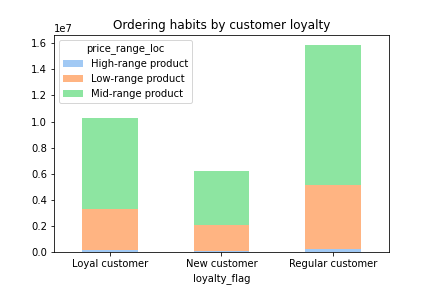 Ordering habits by customer loyalty
1e7
price_range_loc
High-range product
Low-range product
Mid-range product
1.6
1.4
1.2
1.0
0.8
0.6
0.4
0.2
0.0
Loyal customer New customer Regular customer
loyalty_flag